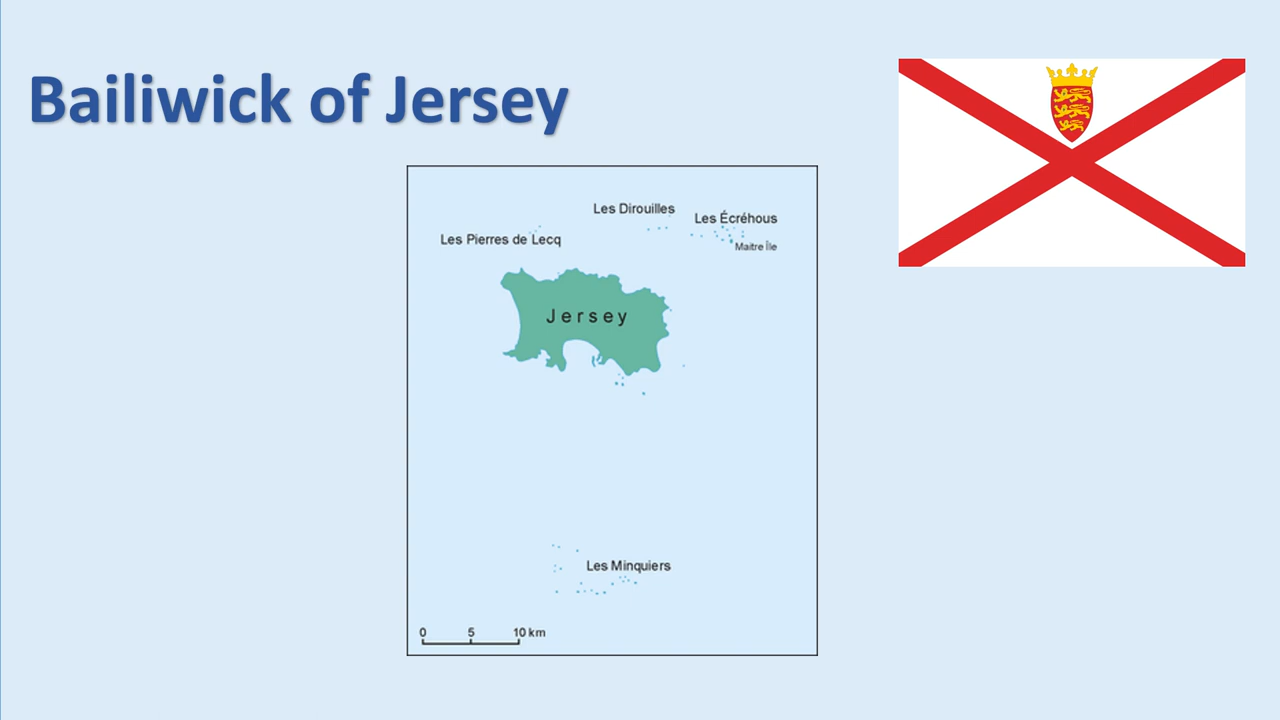 Bailiwick of Jersey
Les Dirouilles
Les Écréhous
Les Pierres de Lecq
Maitre Île
Jersey
Les Minquiers
0 5 10 km